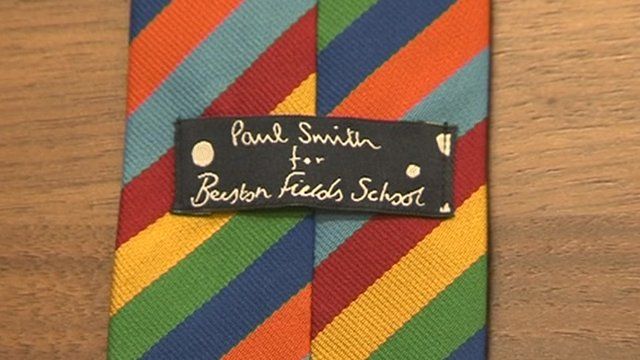 Paul Smith
for
Beeston Fields School